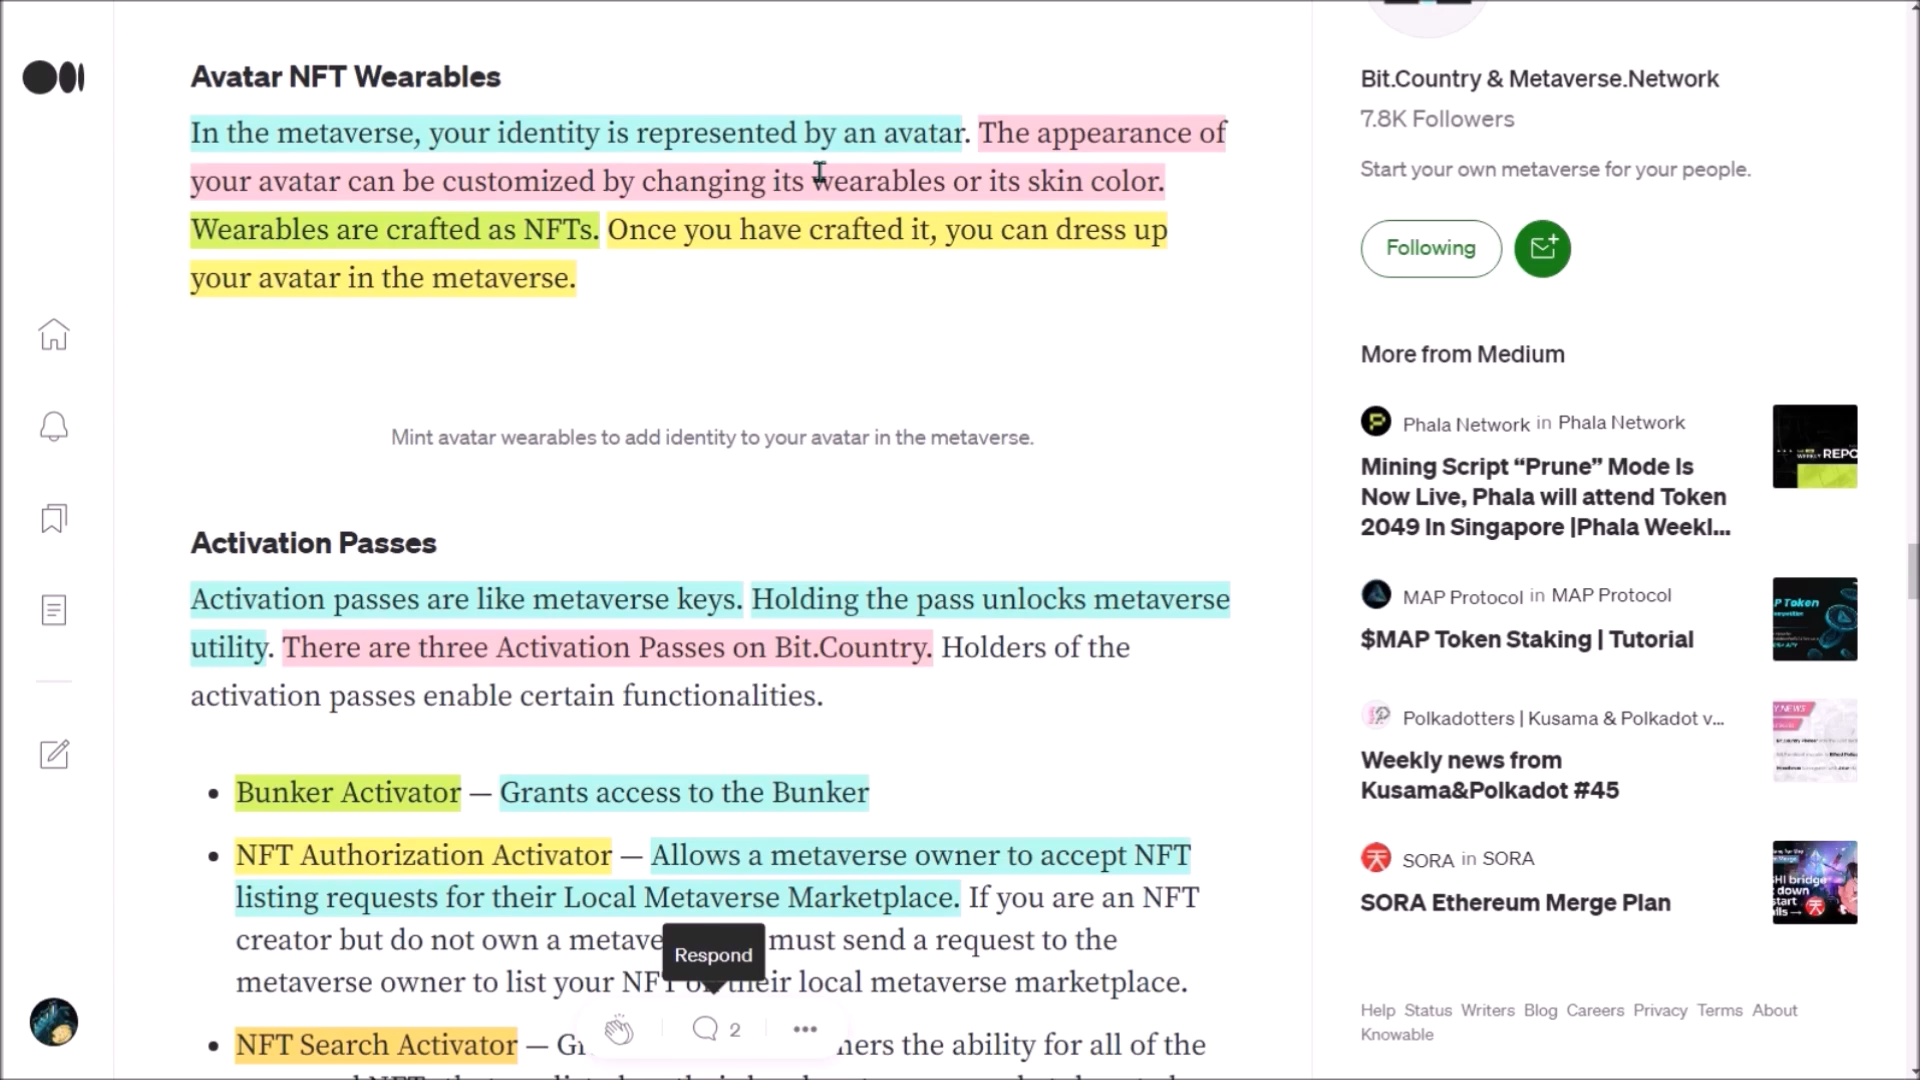 Avatar NFT Wearables
In the metaverse, your identity is represented by an avatar. The appearance of
your avatar can be customized by changing its wearables or its skin color.
Wearables are crafted as NFTs. Once you have crafted it, you can dress up
your avatar in the metaverse.
Mint avatar wearables to add identity to your avatar in the metaverse.
Activation Passes
Activation passes are like metaverse keys. Holding the pass unlocks metaverse
utility. There are three Activation Passes on Bit.Country. Holders of the
activation passes enable certain functionalities.
• Bunker Activator — Grants access to the Bunker
• NFT Authorization Activator — Allows a metaverse owner to accept NFT
listing requests for their Local Metaverse Marketplace. If you are an NFT
creator but do not own a must send a request to the
metaverse owner to list your their local metaverse marketplace.
Respond
2
• NFT Search Activator — the ability for all of the
Bit.Country & Metaverse.Network
7.8K Followers
Start your own metaverse for your people.
Following
More from Medium
Phala Network in Phala Network
Mining Script “Prune” Mode Is
Now Live, Phala will attend Token
2049 In Singapore |Phala Weekl...
REPO
MAP Protocol in MAP Protocol
$MAP Token Staking | Tutorial
P Token
Polkadotters | Kusama & Polkadot v...
Weekly news from
Kusama&Polkadot #45
Y NEWS
SORA in SORA
SORA Ethereum Merge Plan
SHI bridge
down
start
Help Status Writers Blog Careers Privacy Terms About
Knowable